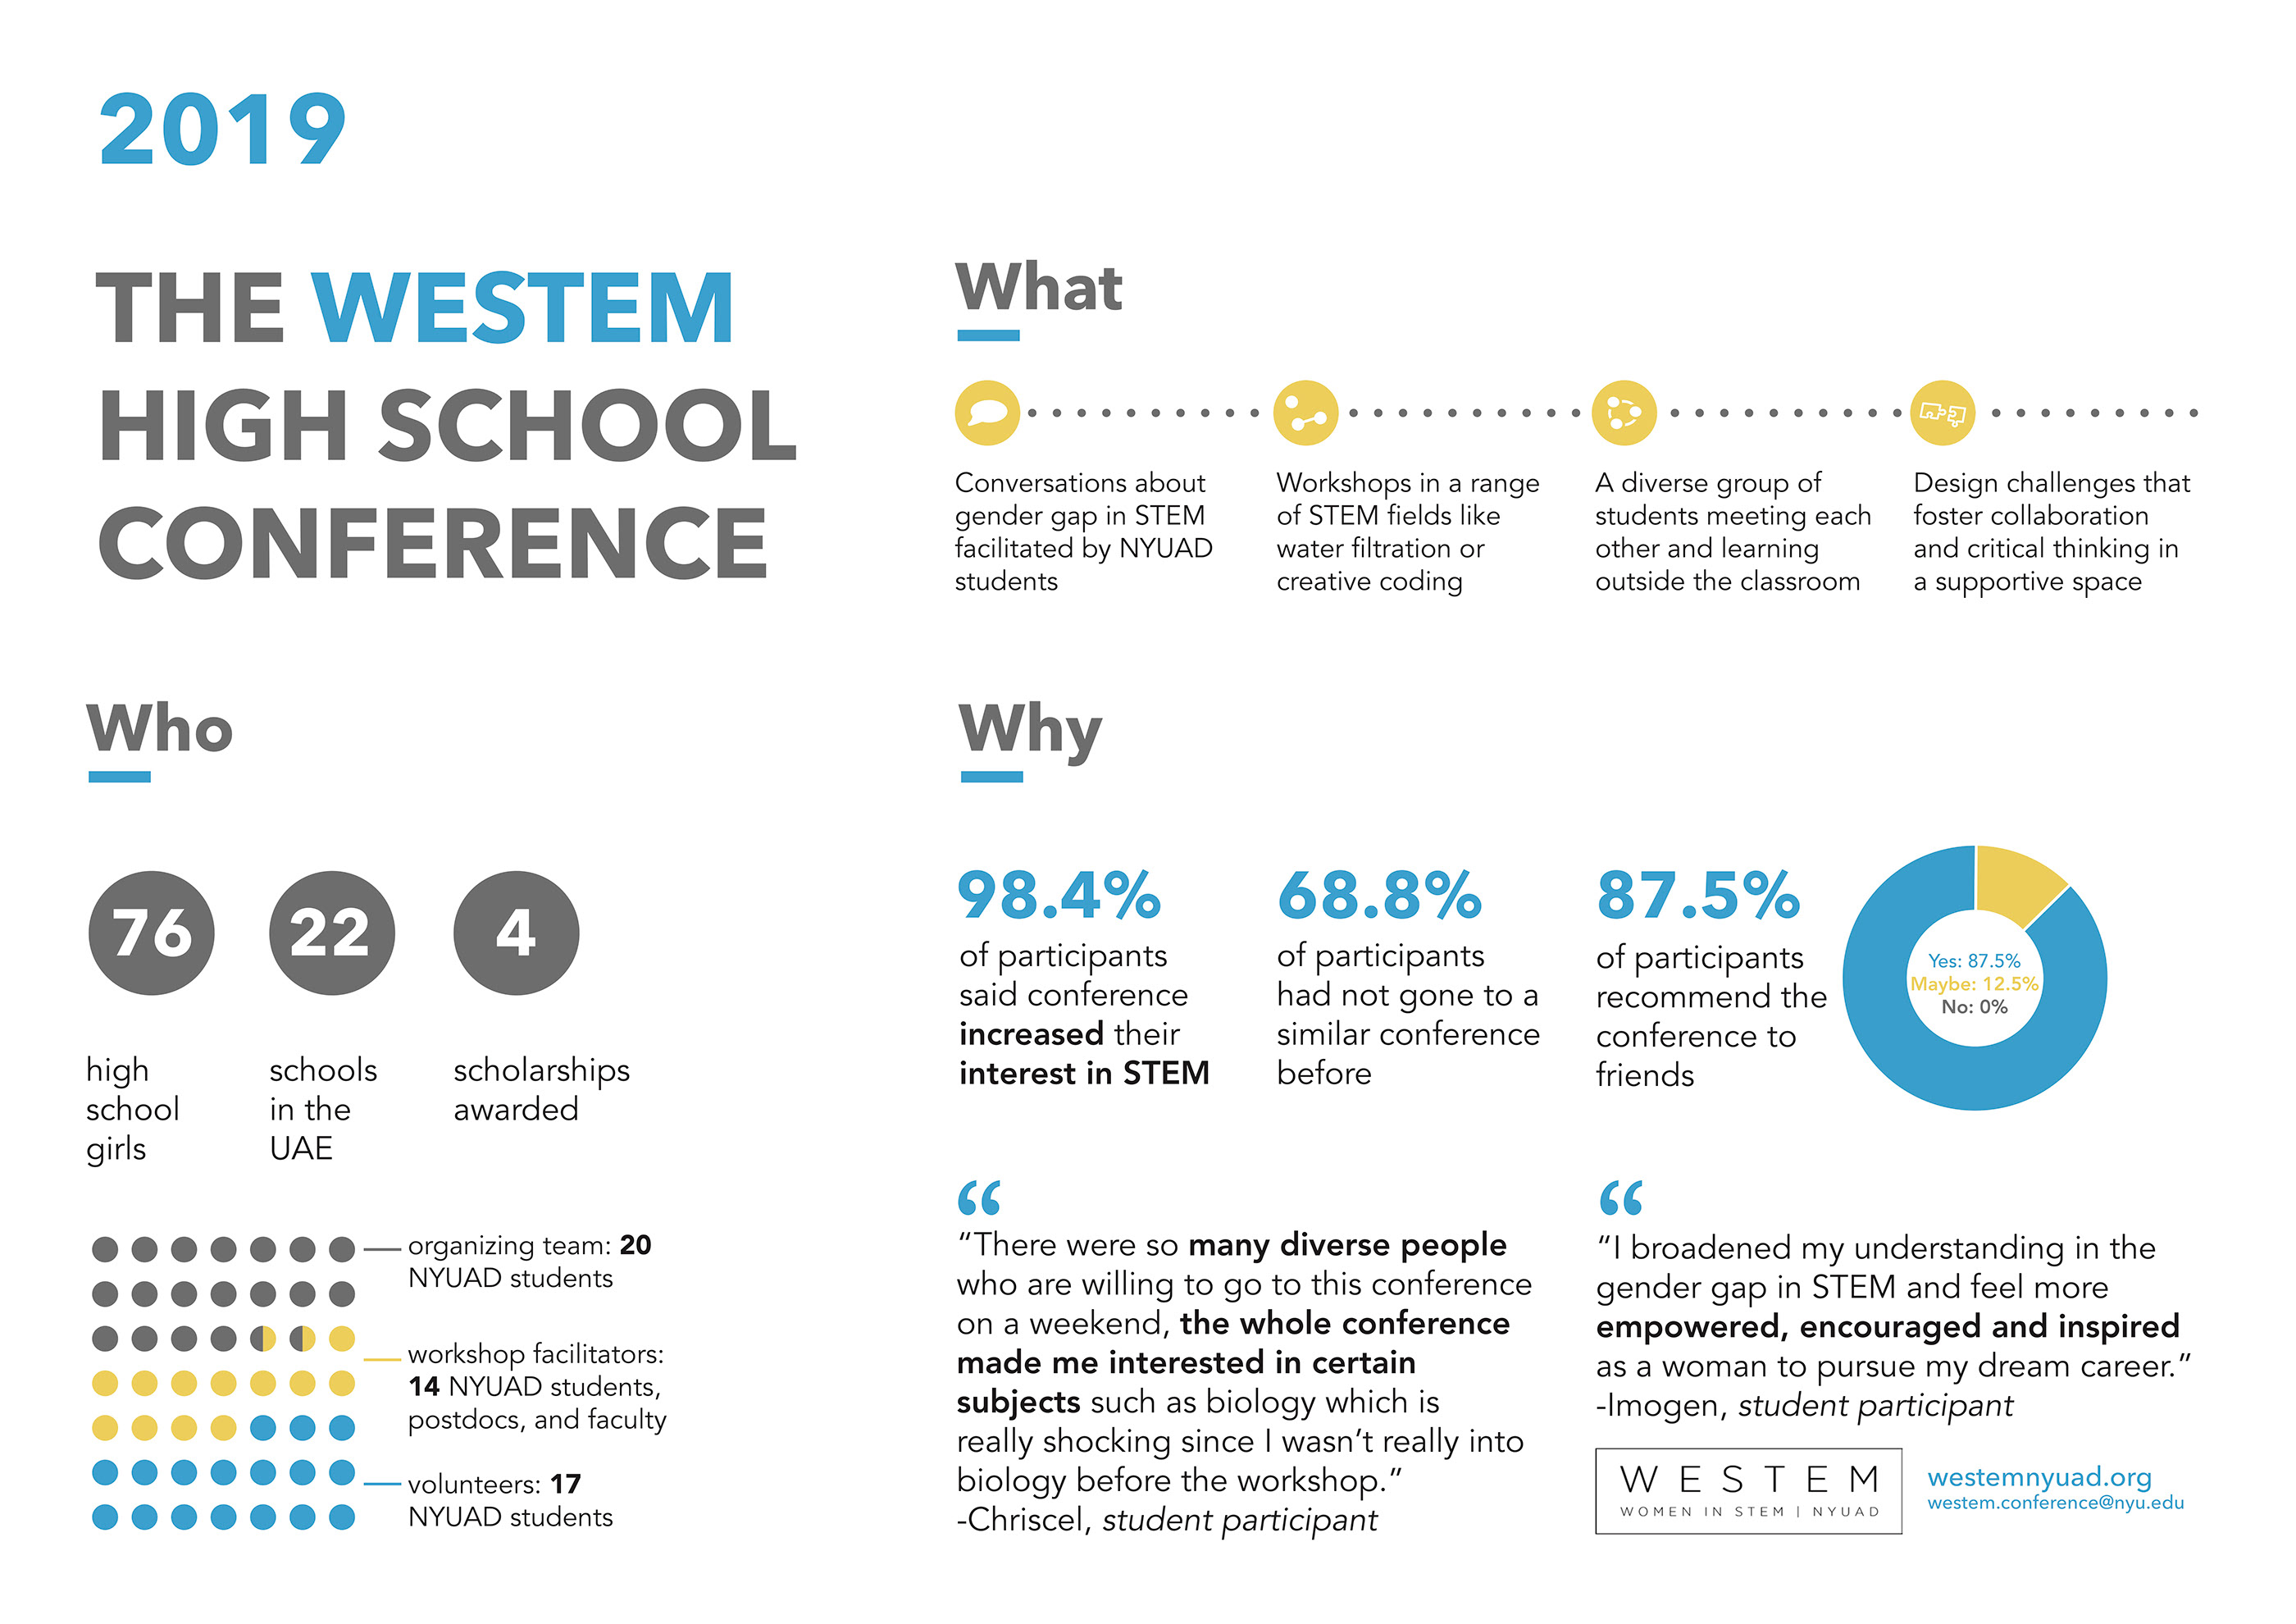 2019
THE WESTEM
HIGH SCHOOL
CONFERENCE
What
Conversations about
gender gap in STEM
facilitated by NYUAD
students
Workshops in a range
of STEM fields like
water filtration or
creative coding
A diverse group of
students meeting each
other and learning
outside the classroom
Design challenges that
foster collaboration
and critical thinking in
a supportive space
Who
76
high
school
girls
22
schools
in the
UAE
4
scholarships
awarded
organizing team: 20
NYUAD students
workshop facilitators:
14 NYUAD students,
postdocs, and faculty
volunteers: 17
NYUAD students
Why
98.4%
of participants
said conference
increased their
interest in STEM
68.8%
of participants
had not gone to a
similar conference
before
87.5%
of participants
recommend the
conference to
friends
Yes: 87.5%
Maybe: 12.5%
No: 0%
“
“There were so many diverse people
who are willing to go to this conference
on a weekend, the whole conference
made me interested in certain
subjects such as biology which is
really shocking since I wasn’t really into
biology before the workshop.”
-Chriscel, student participant
“
“I broadened my understanding in the
gender gap in STEM and feel more
empowered, encouraged and inspired
as a woman to pursue my dream career.”
-Imogen, student participant
WESTEM
WOMEN IN STEM | NYUAD
westemnyuad.org
westem.conference@nyu.edu